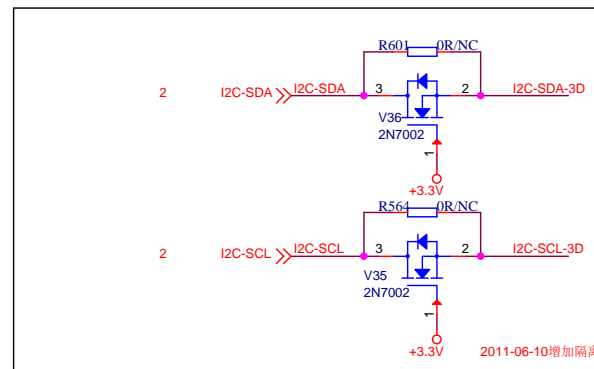 R601 0R/NC
2 I2C-SDA I2C-SDA 3 2 I2C-SDA-3D
V36
2N7002
1
+3.3V
R564 0R/NC
2 I2C-SCL I2C-SCL 3 2 I2C-SCL-3D
V35
2N7002
1
+3.3V 2011-06-10增加隔离